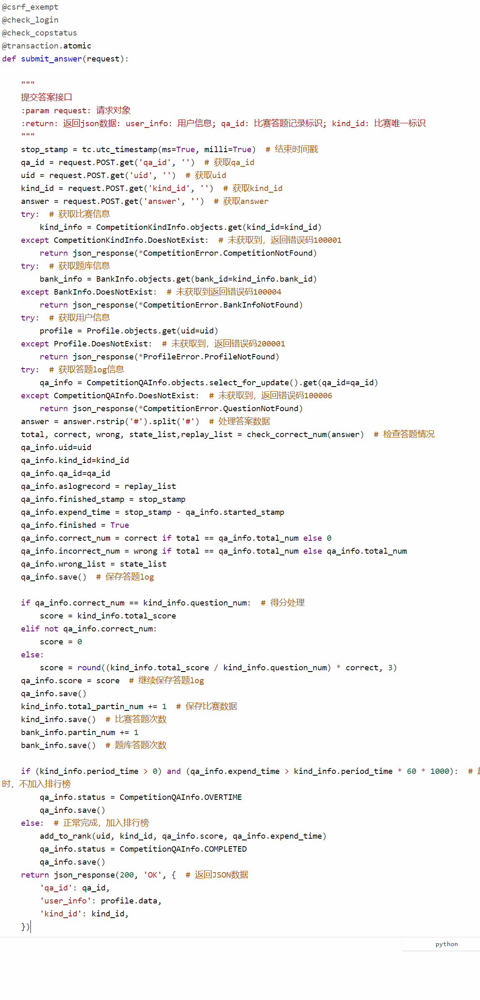 @csrf_exempt
@check_login
@check_copstatus
@transaction.atomic
def submit_answer(request):
    """
    提交答案接口
    :param request: 请求对象
    :return: 返回json数据: user_info: 用户信息; qa_id: 比赛答题记录标识; kind_id: 比赛唯一标识
    """
    stop_stamp = tc.utc_timestamp(ms=True, milli=True)  # 结束时间戳
    qa_id = request.POST.get('qa_id', '')  # 获取qa_id
    uid = request.POST.get('uid', '')  # 获取uid
    kind_id = request.POST.get('kind_id', '')  # 获取kind_id
    answer = request.POST.get('answer', '')  # 获取answer
    try:  # 获取比赛信息
        kind_info = CompetitionKindInfo.objects.get(kind_id=kind_id)
    except CompetitionKindInfo.DoesNotExist:  # 未获取到，返回错误码100001
        return json_response(*CompetitionError.CompetitionNotFound)
    try:  # 获取题库信息
        bank_info = BankInfo.objects.get(bank_id=kind_info.bank_id)
    except BankInfo.DoesNotExist:  # 未获取到返回错误码100004
        return json_response(*CompetitionError.BankInfoNotFound)
    try:  # 获取用户信息
        profile = Profile.objects.get(uid=uid)
    except Profile.DoesNotExist:  # 未获取到，返回错误码200001
        return json_response(*ProfileError.ProfileNotFound)
    try:  # 获取答题log信息
        qa_info = CompetitionQAInfo.objects.select_for_update().get(qa_id=qa_id)
    except CompetitionQAInfo.DoesNotExist:  # 未获取到，返回错误码100006
        return json_response(*CompetitionError.QuestionNotFound)
    answer = answer.rstrip('#').split('#')  # 处理答案数据
    total, correct, wrong, state_list,replay_list = check_correct_num(answer)  # 检查答题情况
    qa_info.uid=uid
    qa_info.kind_id=kind_id
    qa_info.qa_id=qa_id
    qa_info.aslogrecord = replay_list
    qa_info.finished_stamp = stop_stamp
    qa_info.expend_time = stop_stamp - qa_info.started_stamp
    qa_info.finished = True
    qa_info.correct_num = correct if total == qa_info.total_num else 0
    qa_info.incorrect_num = wrong if total == qa_info.total_num else qa_info.total_num
    qa_info.wrong_list = state_list
    qa_info.save()  # 保存答题log
    if qa_info.correct_num == kind_info.question_num:  # 得分处理
        score = kind_info.total_score
    elif not qa_info.correct_num:
        score = 0
    else:
        score = round((kind_info.total_score / kind_info.question_num) * correct, 3)
    qa_info.score = score  # 继续保存答题log
    qa_info.save()
    kind_info.total_partin_num += 1  # 保存比赛数据
    kind_info.save()  # 比赛答题次数
    bank_info.partin_num += 1
    bank_info.save()  # 题库答题次数
    if (kind_info.period_time > 0) and (qa_info.expend_time > kind_info.period_time * 60 * 1000):  #
时，不加入排行榜
        qa_info.status = CompetitionQAInfo.OVERTIME
        qa_info.save()
    else:  # 正常完成，加入排行榜
        add_to_rank(uid, kind_id, qa_info.score, qa_info.expend_time)
        qa_info.status = CompetitionQAInfo.COMPLETED
        qa_info.save()
    return json_response(200, 'OK', {  # 返回JSON数据
        'qa_id': qa_id,
        'user_info': profile.data,
        'kind_id': kind_id,
    })
python